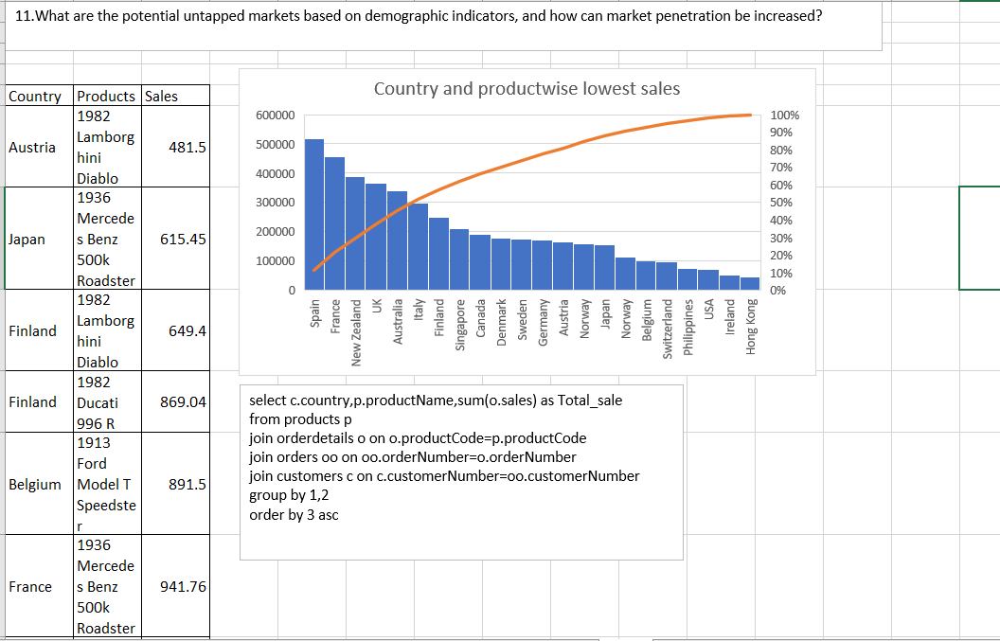 11.What are the potential untapped markets based on demographic indicators, and how can market penetration be increased?
Country Products Sales
Austria
1982
Lamborg
hini
Diablo
481.5
Japan
1936
Mercede
s Benz
500k
Roadster
615.45
Finland
1982
Lamborg
hini
Diablo
649.4
Finland
1982
Ducati
996 R
869.04
Belgium
1913
Ford
Model T
Speedste
r
891.5
France
1936
Mercede
s Benz
500k
Roadster
941.76
Country and productwise lowest sales
600000
500000
400000
300000
200000
100000
0
100%
90%
80%
70%
60%
50%
40%
30%
20%
10%
0%
Spain
France
New Zealand
UK
Australia
Italy
Finland
Singapore
Canada
Denmark
Sweden
Germany
Austria
Norway
Japan
Norway
Belgium
Switzerland
Philippines
USA
Ireland
Hong Kong
select c.country,p.productName,sum(o.sales) as Total_sale
from products p
join orderdetails o on o.productCode=p.productCode
join orders oo on oo.orderNumber=o.orderNumber
join customers c on c.customerNumber=oo.customerNumber
group by 1,2
order by 3 asc